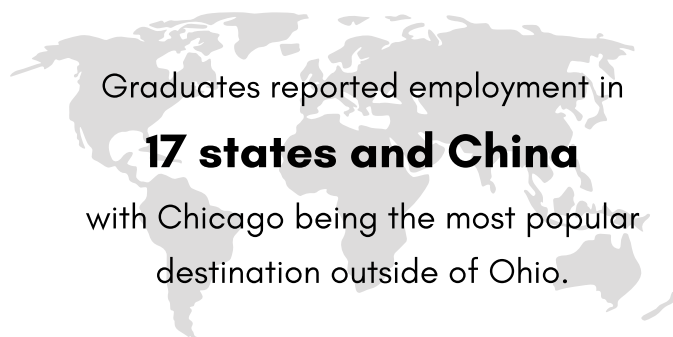 Graduates reported employment in
17 states and China
with Chicago being the most popular
destination outside of Ohio.